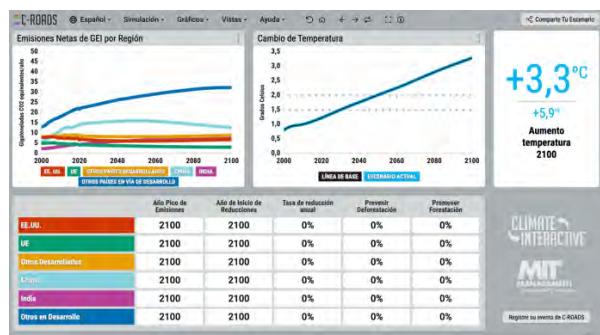 C-ROADS
Español
Simulación
Gráficos
Vistas
Ayuda
Comparte Tu Escenario
Emisiones Netas de GEI por Región
Gigatoneladas CO2 equivalentes/año
50
45
40
35
30
25
20
15
10
5
0
2000 2020 2040 2060 2080 2100
EE. UU. UE OTROS PAÍSES DESARROLLADOS CHINA INDIA
OTROS PAÍSES EN VÍA DE DESARROLLO
Cambio de Temperatura
Grados Celsius
3,5
3,0
2,5
2,0
1,5
1,0
0,5
0,0
2000 2020 2040 2060 2080 2100
LÍNEA DE BASE ESCENARIO ACTUAL
+3,3°C
+5,9°F
Aumento
temperatura
2100
Año Pico de Emisiones Año de Inicio de Reducciones Tasa de reducción anual Prevenir Deforestación Promover Forestación
EE.UU. 2100 2100 0% 0% 0%
UE 2100 2100 0% 0% 0%
Otros Desarrollados 2100 2100 0% 0% 0%
China 2100 2100 0% 0% 0%
India 2100 2100 0% 0% 0%
Otros en Desarrollo 2100 2100 0% 0% 0%
CLIMATE
INTERACTIVE
MIT
MANAGEMENT
Registre su evento de C-ROADS